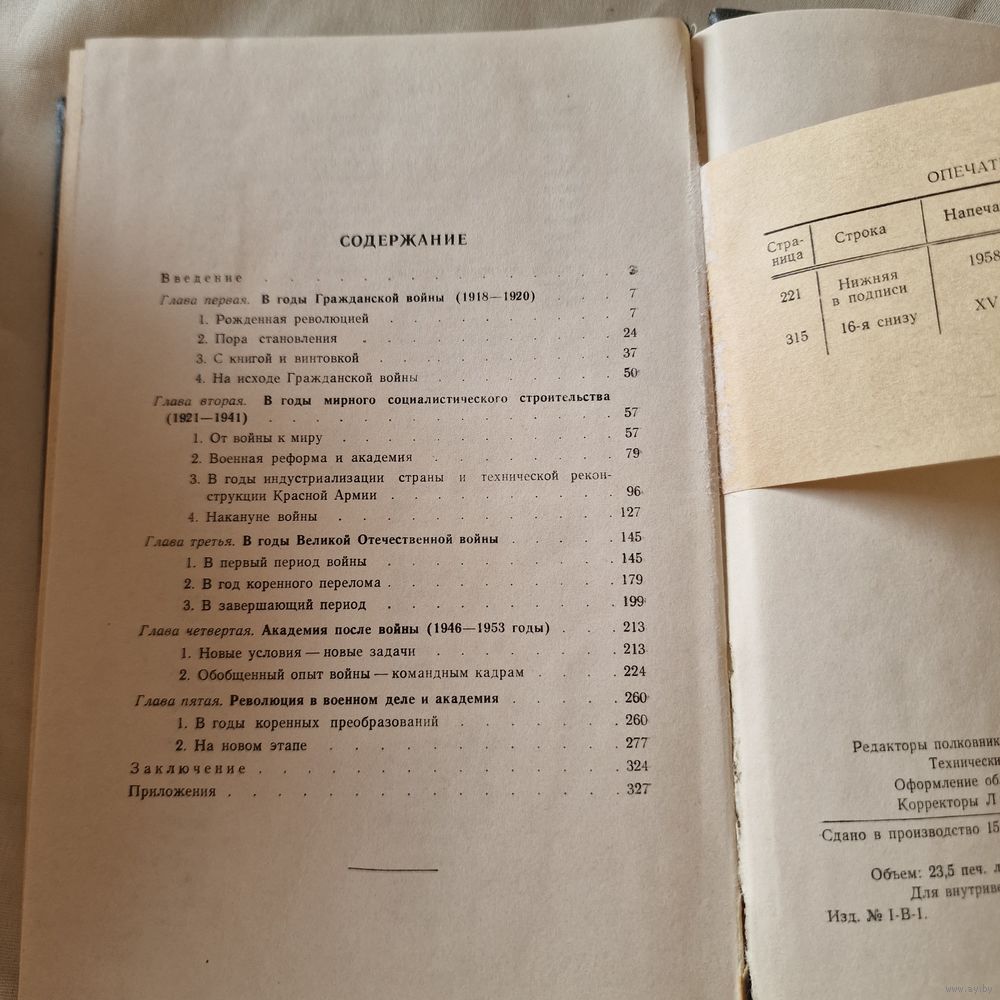 СОДЕРЖАНИЕ
Введение . . . . . . . . . . . . . . . . 3
Глава первая. В годы Гражданской войны (1918—1920) . . . . 7
1. Рожденная революцией . . . . . . . . . . 7
2. Пора становления . . . . . . . . . . . 24
3. С книгой и винтовкой . . . . . . . . . . 37
4. На исходе Гражданской войны . . . . . . . . 50
Глава вторая. В годы мирного социалистического строительства
(1921—1941) . . . . . . . . . . . . . . 57
1. От войны к миру . . . . . . . . . . . . 57
2. Военная реформа и академия . . . . . . . . 79
3. В годы индустриализации страны и технической рекон-
струкции Красной Армии . . . . . . . . . . 96
4. Накануне войны . . . . . . . . . . . . 127
Глава третья. В годы Великой Отечественной войны . . . . . 145
1. В первый период войны . . . . . . . . . . 145
2. В год коренного перелома . . . . . . . . . . 179
3. В завершающий период . . . . . . . . . . 199
Глава четвертая. Академия после войны (1946—1953 годы) . . . 213
1. Новые условия — новые задачи . . . . . . . . 213
2. Обобщенный опыт войны — командным кадрам . . . . 224
Глава пятая. Революция в военном деле и академия . . . . . 260
1. В годы коренных преобразований . . . . . . . 260
2. На новом этапе . . . . . . . . . . . . 277
Заключение . . . . . . . . . . . . . . . 324
Приложения . . . . . . . . . . . . . . . . 327
ОПЕЧАТ
Стра-
ница
Строка
Напеча
221
Нижняя
в подписи
1958
315
16-я снизу
XV
Редакторы полковник
Технически
Оформление об
Корректоры Л
Сдано в производство 15
Объем: 23,5 печ. л
Для внутриве
Изд. № I-В-1.
www.ay.by